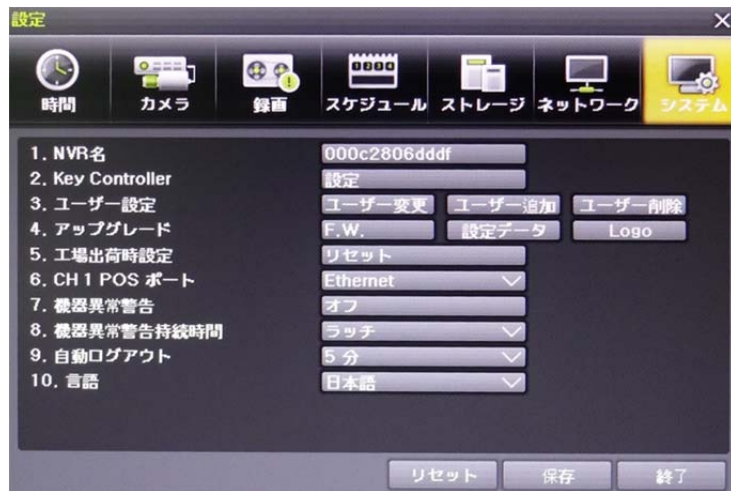 設定
時間 カメラ 録画 スケジュール ストレージ ネットワーク システム
1. NVR名 000c2806dddf
2. Key Controller 設定
3. ユーザー設定 ユーザー変更 ユーザー追加 ユーザー削除
4. アップグレード F.W. 設定データ Logo
5. 工場出荷時設定 リセット
6. CH 1 POS ポート Ethernet
7. 機器異常警告 オフ
8. 機器異常警告持続時間 ラッチ
9. 自動ログアウト 5 分
10. 言語 日本語
リセット 保存 終了